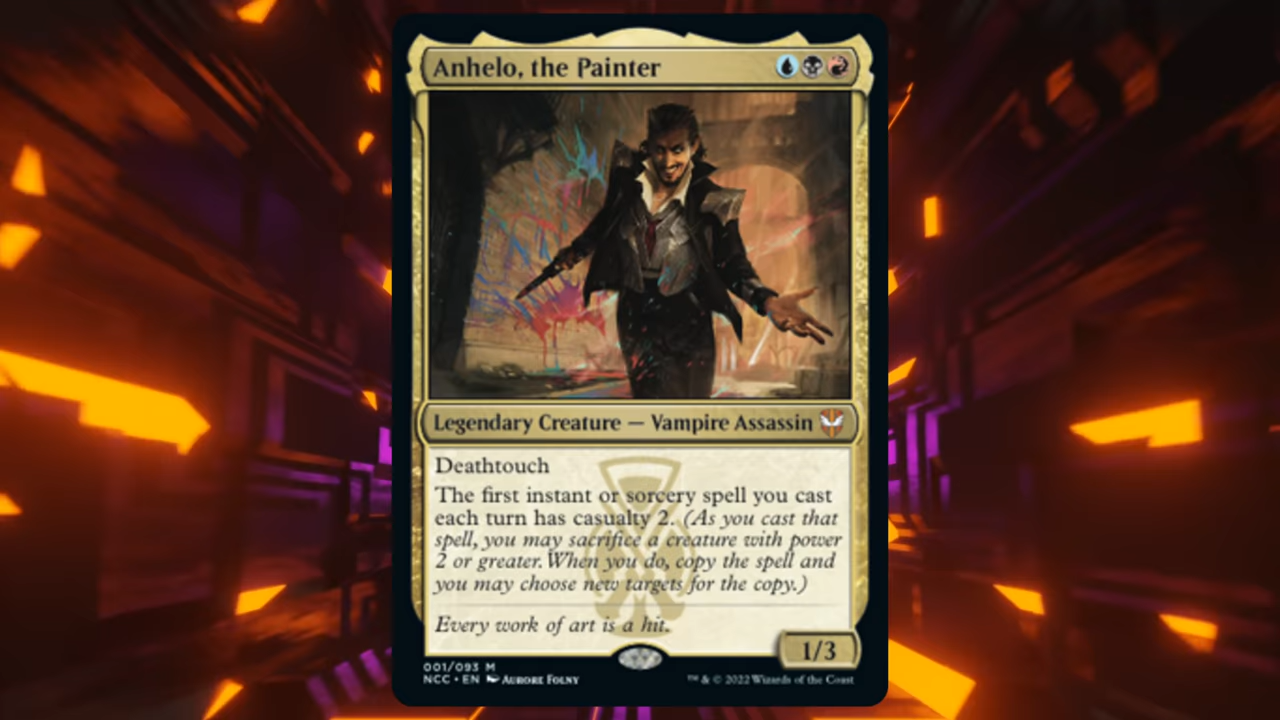 Anhelo, the Painter
Legendary Creature — Vampire Assassin
Deathtouch
The first instant or sorcery spell you cast
each turn has casualty 2. (As you cast that
spell, you may sacrifice a creature with power
2 or greater. When you do, copy the spell and
you may choose new targets for the copy.)
Every work of art is a hit.
1/3
001/093 M
NCC • EN AURORE FOLNY
™ & © 2022 Wizards of the Coast